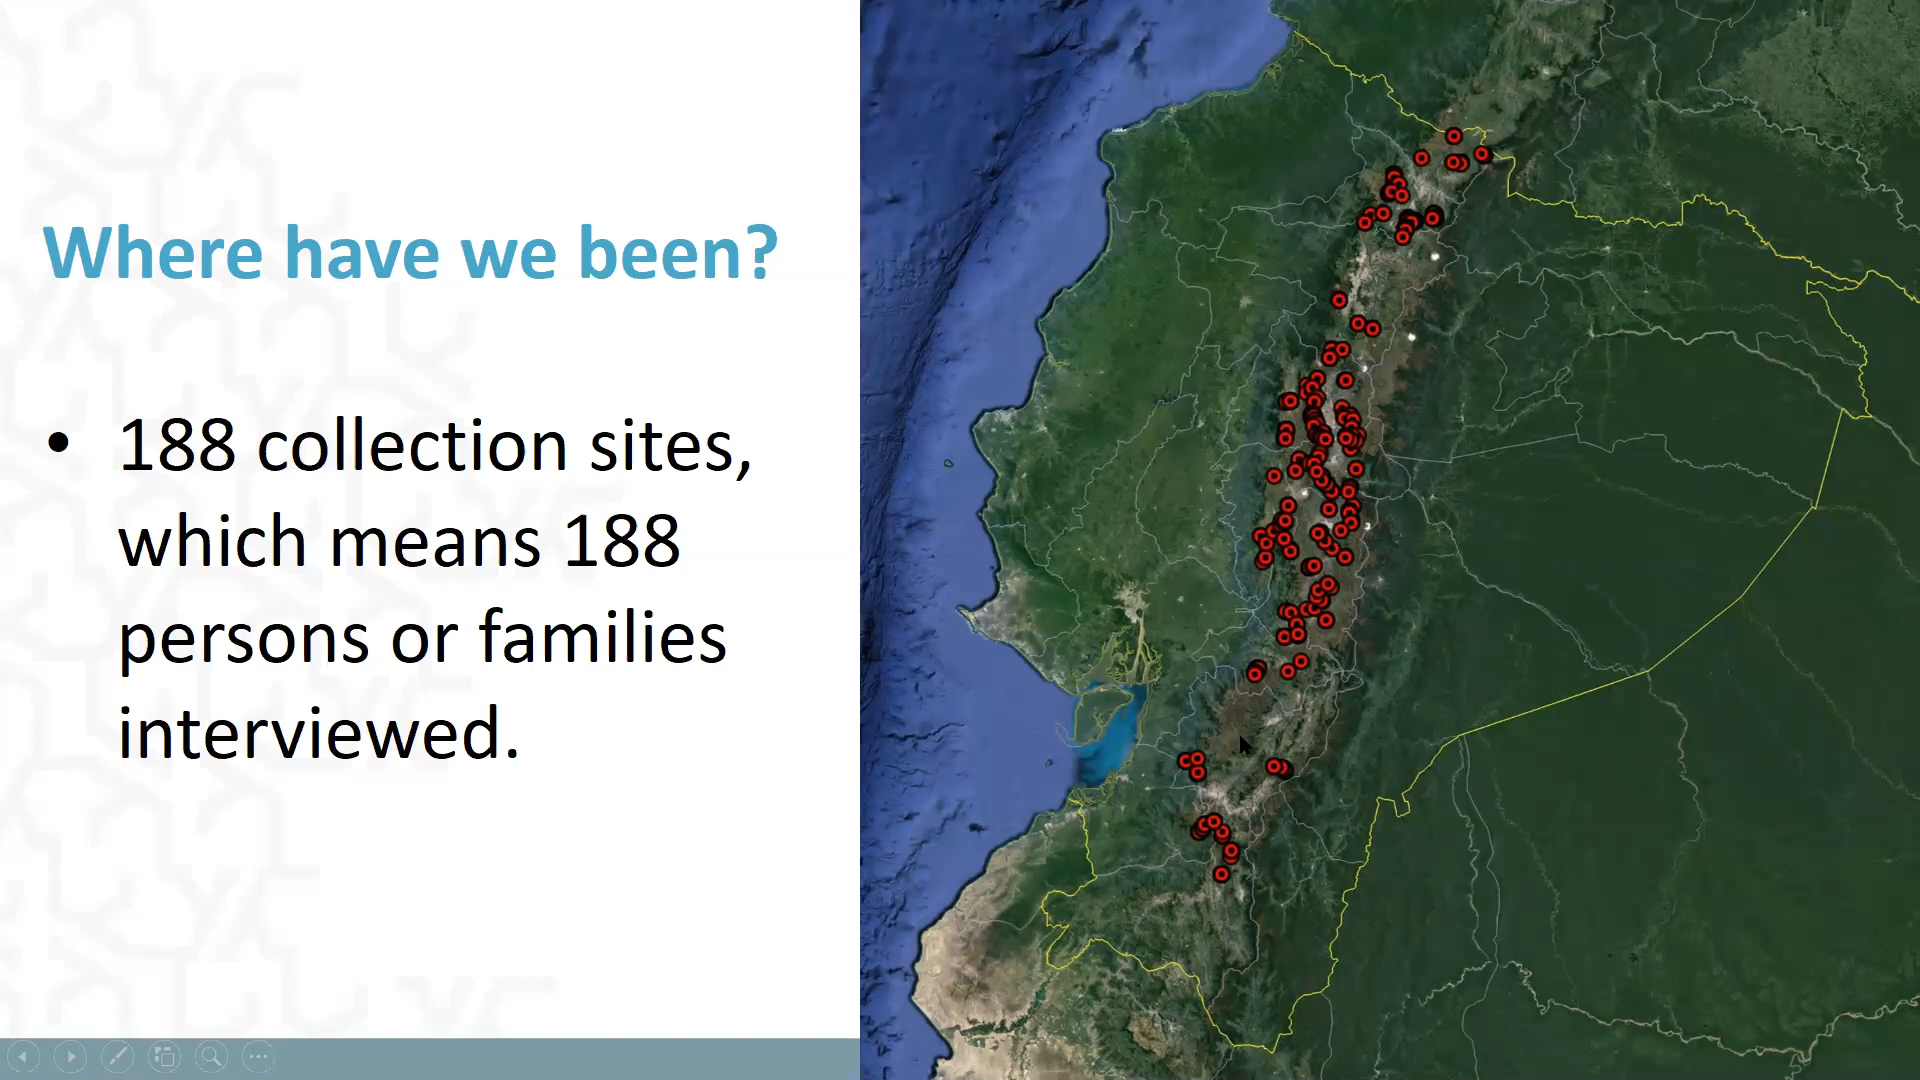 Where have we been?
• 188 collection sites,
which means 188
persons or families
interviewed.